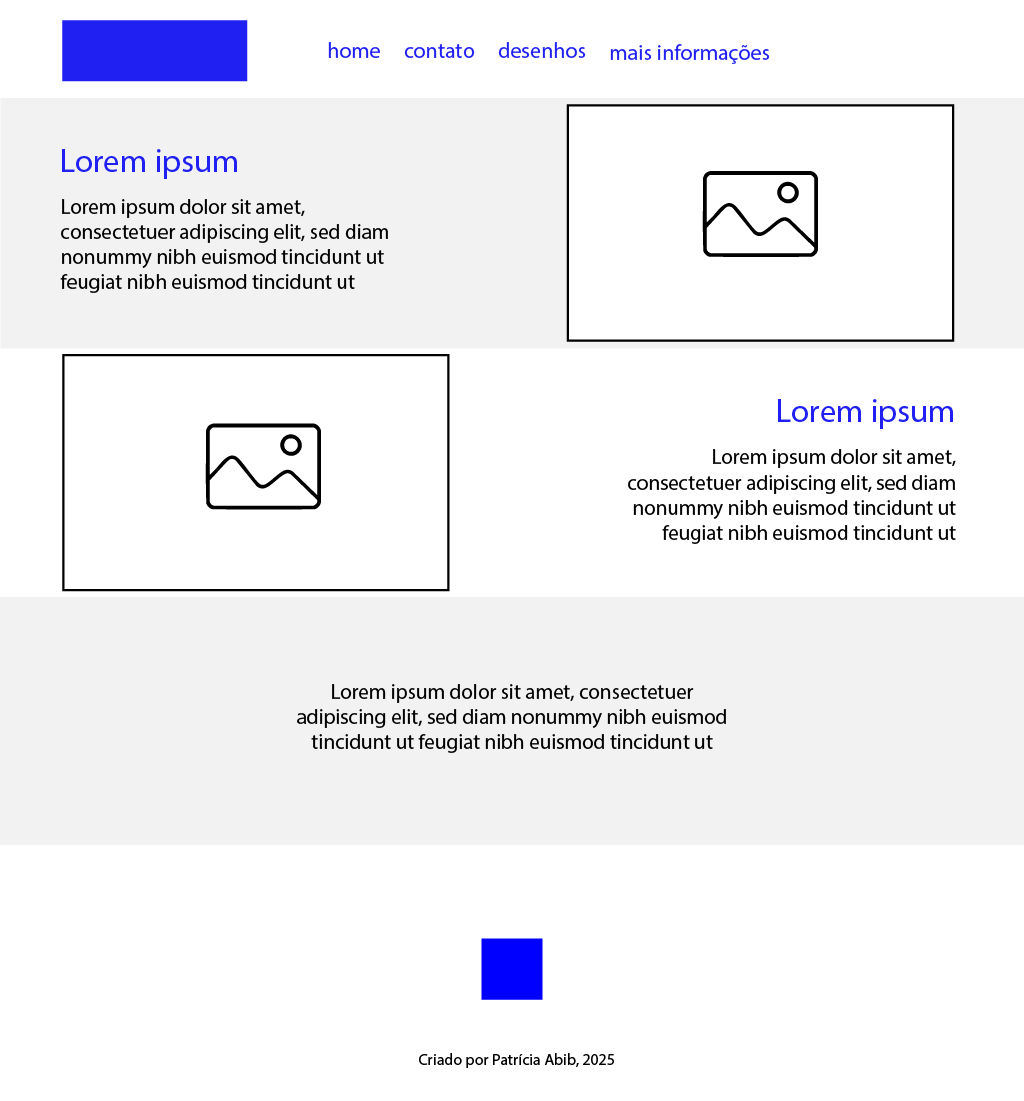 home contato desenhos mais informações
Lorem ipsum
Lorem ipsum dolor sit amet,
consectetuer adipiscing elit, sed diam
nonummy nibh euismod tincidunt ut
feugiat nibh euismod tincidunt ut
Lorem ipsum
Lorem ipsum dolor sit amet,
consectetuer adipiscing elit, sed diam
nonummy nibh euismod tincidunt ut
feugiat nibh euismod tincidunt ut
Lorem ipsum dolor sit amet, consectetuer
adipiscing elit, sed diam nonummy nibh euismod
tincidunt ut feugiat nibh euismod tincidunt ut
Criado por Patrícia Abib, 2025